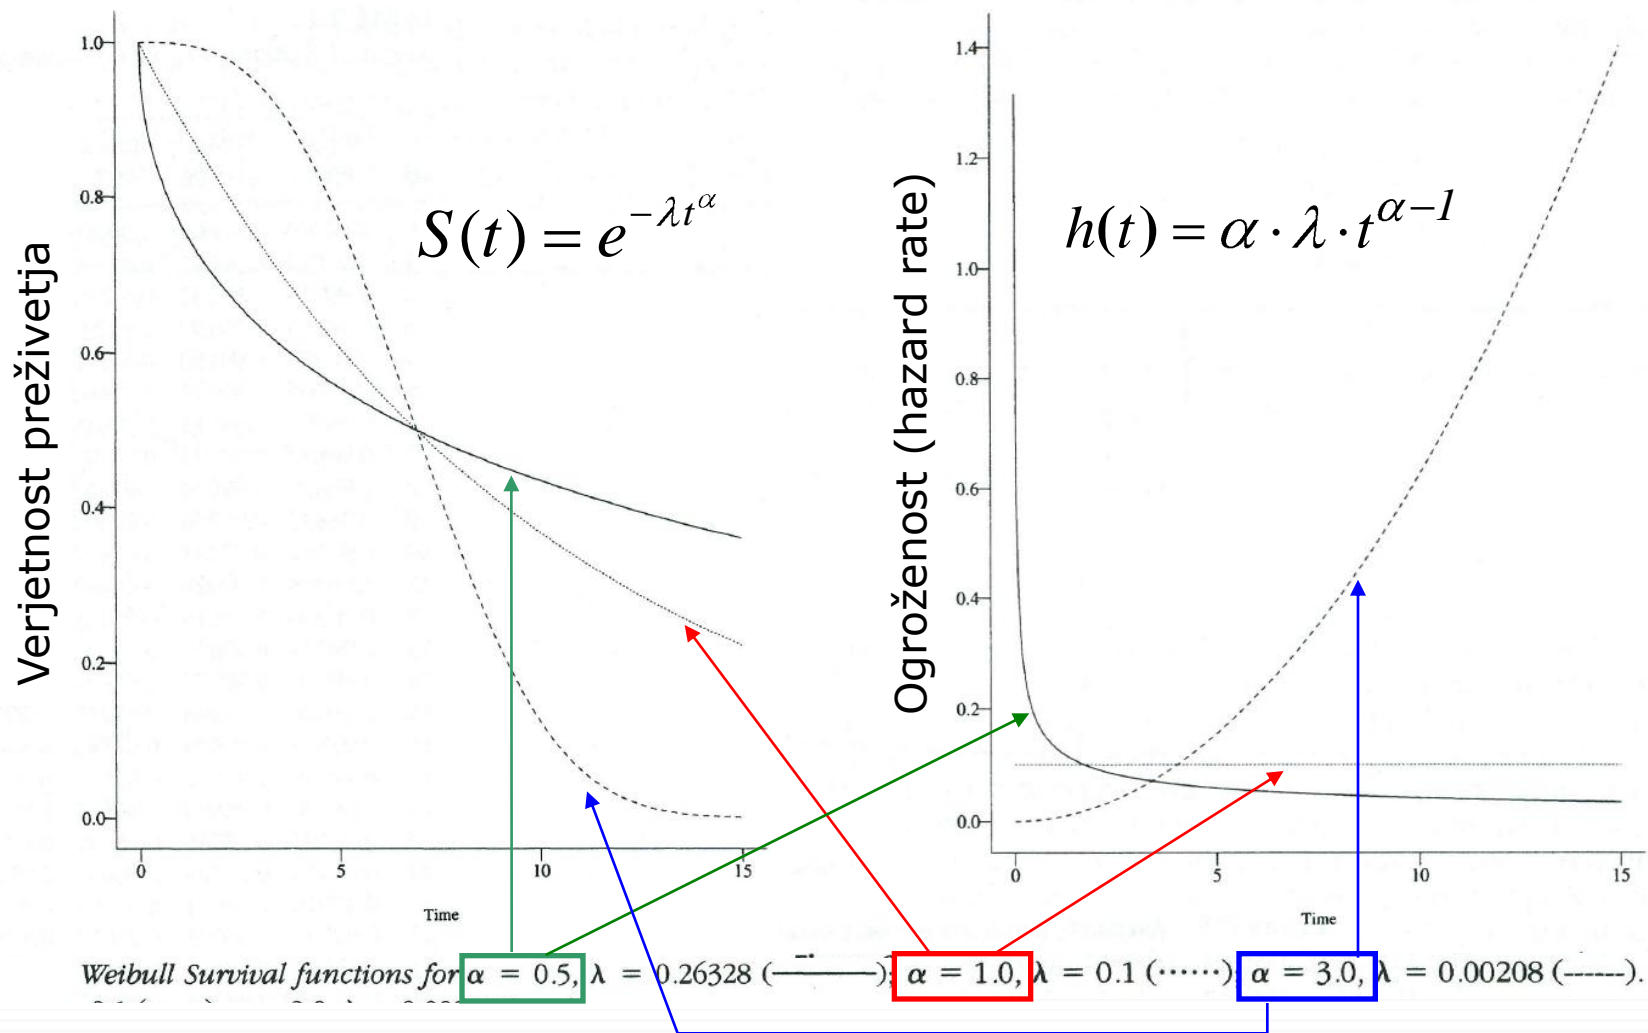 Verjetnost preživetja
1.0
0.8
0.6
0.4
0.2
0.0
S(t) = e^{-λt^α}
0 5 10 15
Time
Ogroženost (hazard rate)
1.4
1.2
1.0
0.8
0.6
0.4
0.2
0.0
h(t) = α · λ · t^{α-1}
0 5 10 15
Time
Weibull Survival functions for α = 0.5, λ = 0.26328 (———); α = 1.0, λ = 0.1 (······); α = 3.0, λ = 0.00208 (------).